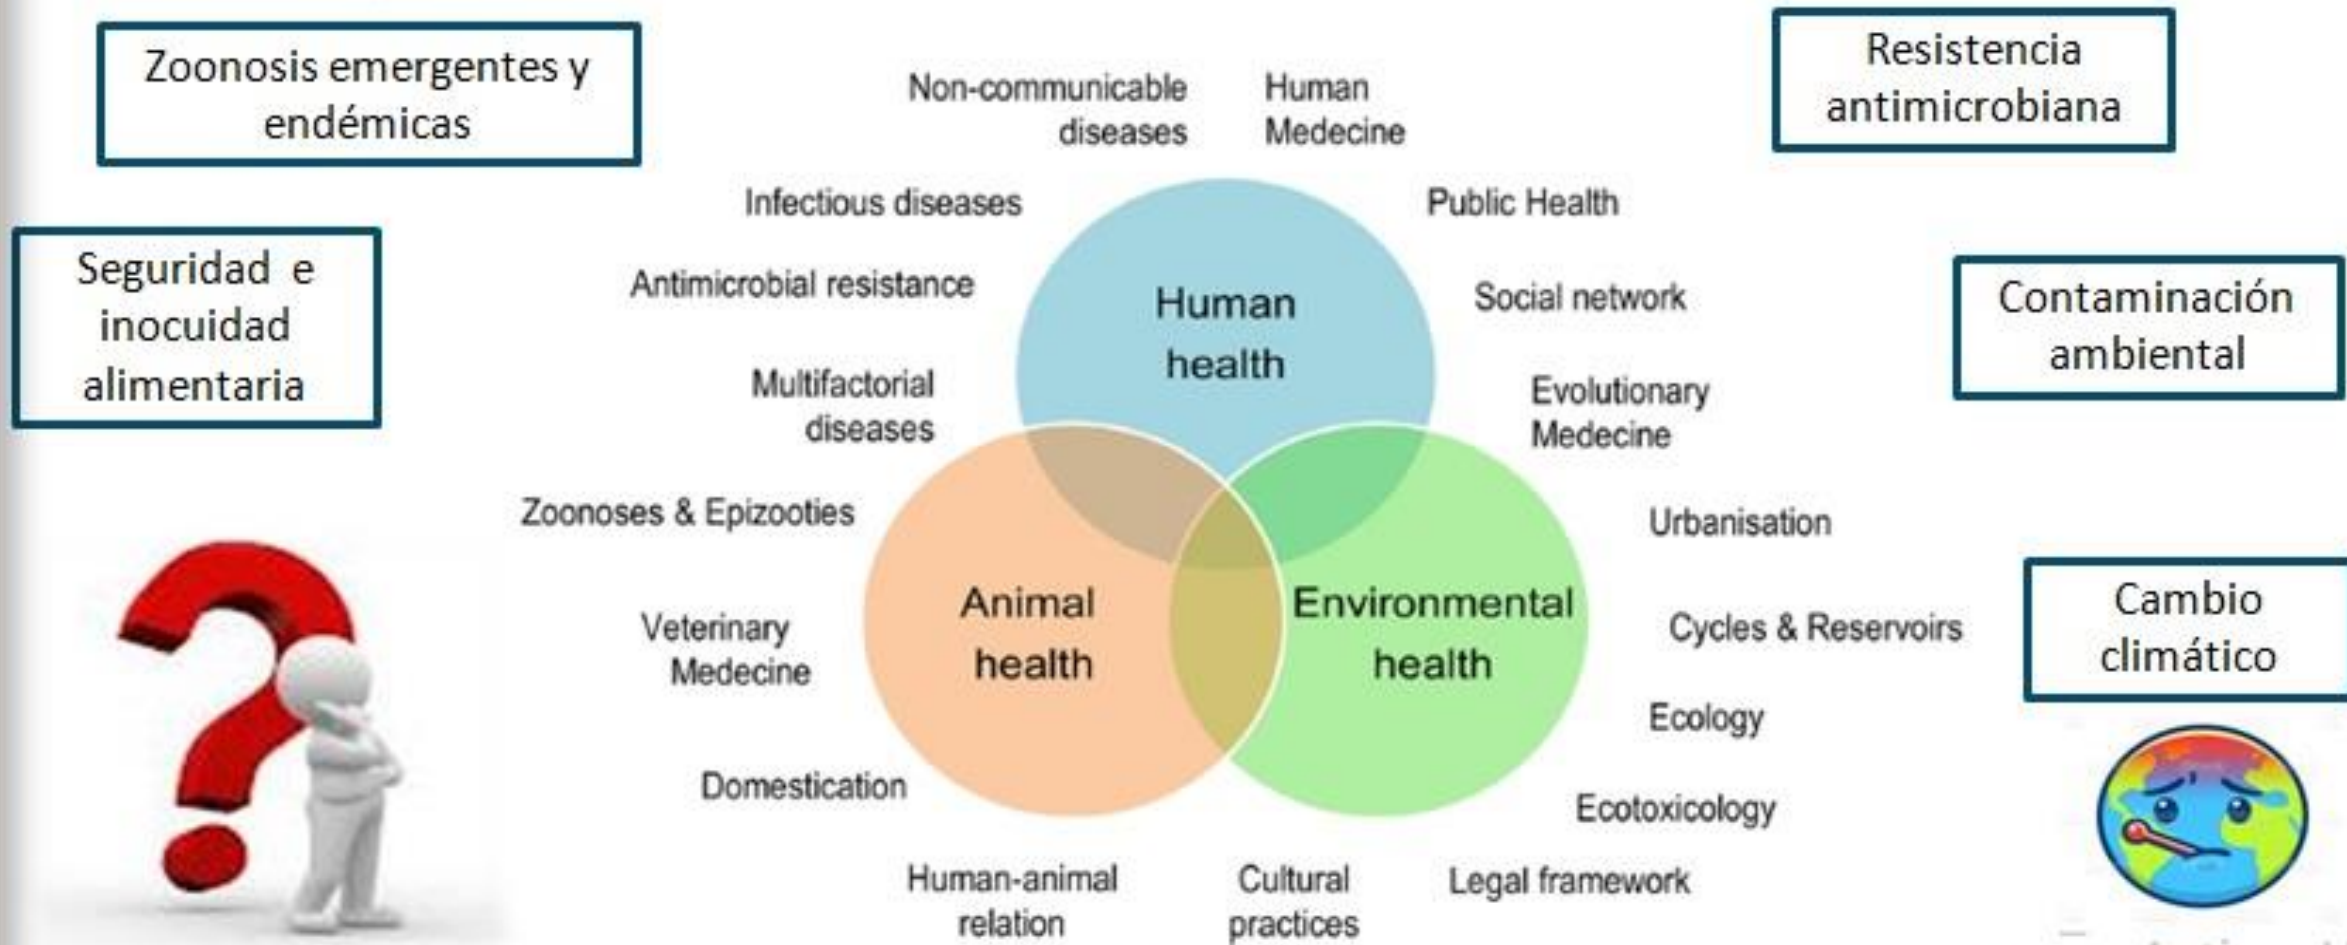 Zoonosis emergentes y
endémicas
Seguridad e
inocuidad
alimentaria
Resistencia
antimicrobiana
Contaminación
ambiental
Cambio
climático
Non-communicable
diseases
Human
Medecine
Infectious diseases
Public Health
Antimicrobial resistance
Social network
Multifactorial
diseases
Evolutionary
Medecine
Zoonoses & Epizooties
Urbanisation
Veterinary
Medecine
Cycles & Reservoirs
Ecology
Domestication
Ecotoxicology
Human-animal
relation
Cultural
practices
Legal framework
Human
health
Animal
health
Environmental
health